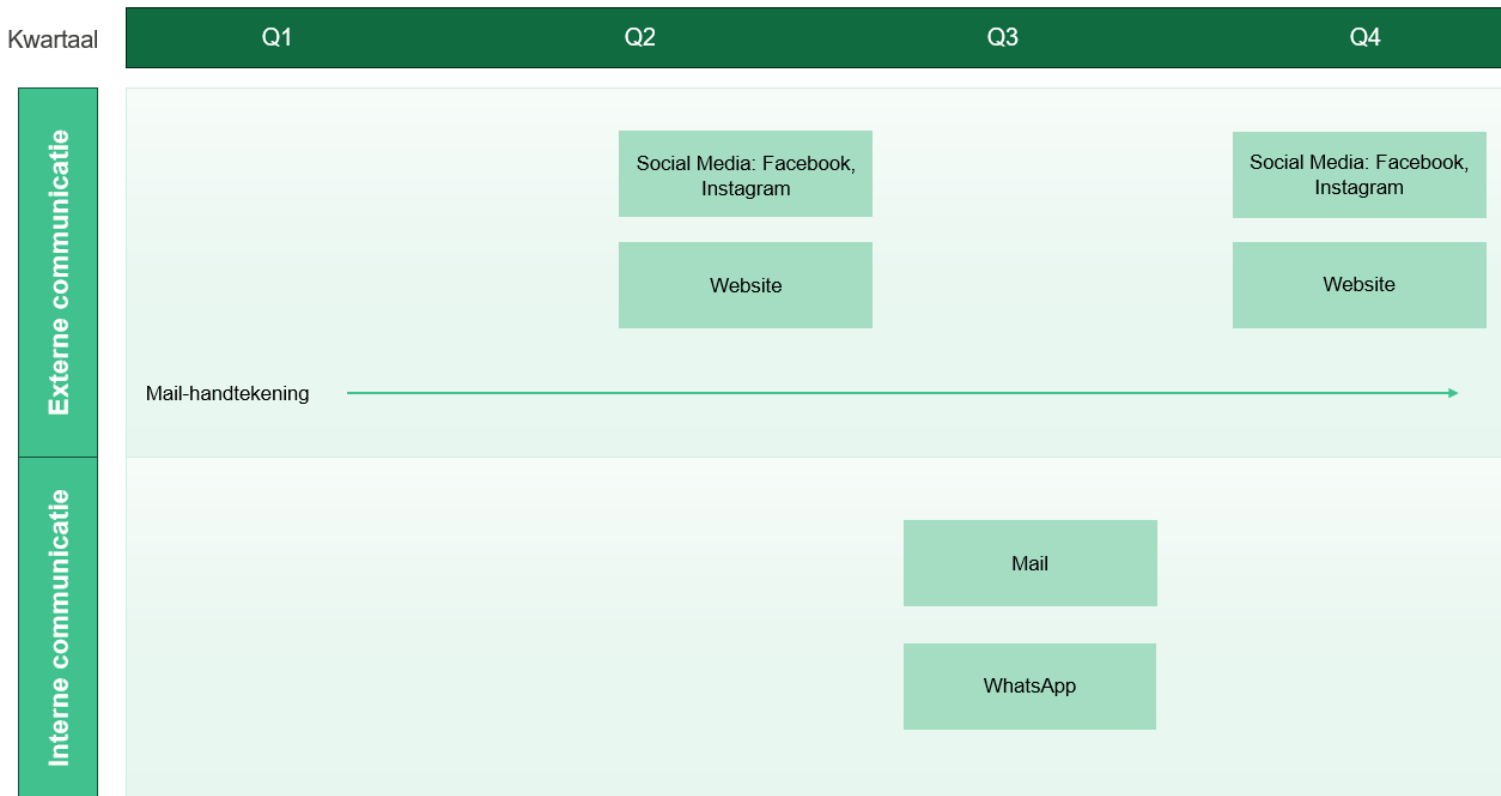 Kwartaal
Q1
Q2
Q3
Q4
Externe communicatie
Social Media: Facebook,
Instagram
Social Media: Facebook,
Instagram
Website
Website
Mail-handtekening
Interne communicatie
Mail
WhatsApp